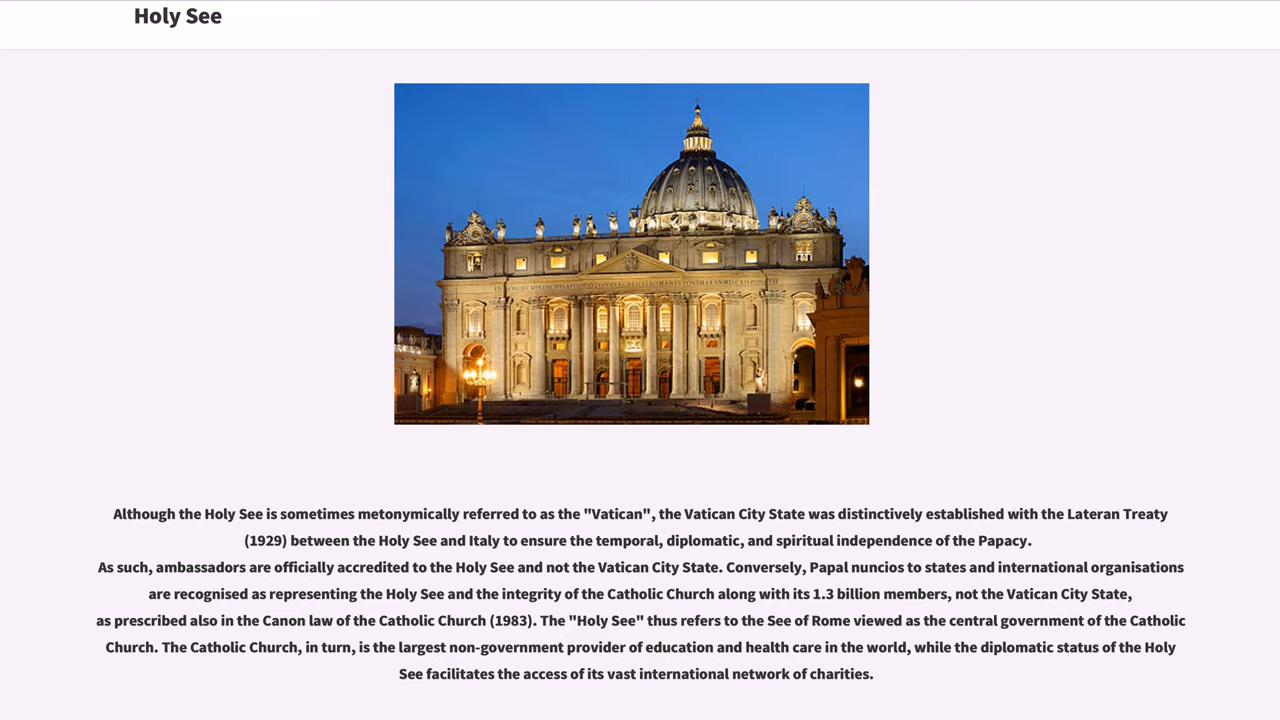 Holy See
Although the Holy See is sometimes metonymically referred to as the "Vatican", the Vatican City State was distinctively established with the Lateran Treaty
(1929) between the Holy See and Italy to ensure the temporal, diplomatic, and spiritual independence of the Papacy.
As such, ambassadors are officially accredited to the Holy See and not the Vatican City State. Conversely, Papal nuncios to states and international organisations
are recognised as representing the Holy See and the integrity of the Catholic Church along with its 1.3 billion members, not the Vatican City State,
as prescribed also in the Canon law of the Catholic Church (1983). The "Holy See" thus refers to the See of Rome viewed as the central government of the Catholic
Church. The Catholic Church, in turn, is the largest non-government provider of education and health care in the world, while the diplomatic status of the Holy
See facilitates the access of its vast international network of charities.